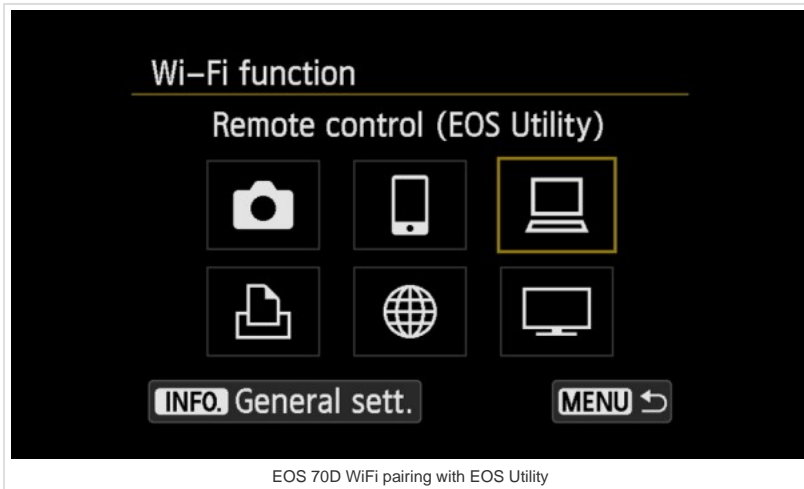 Wi-Fi function
Remote control (EOS Utility)
INFO. General sett.
MENU
EOS 70D WiFi pairing with EOS Utility